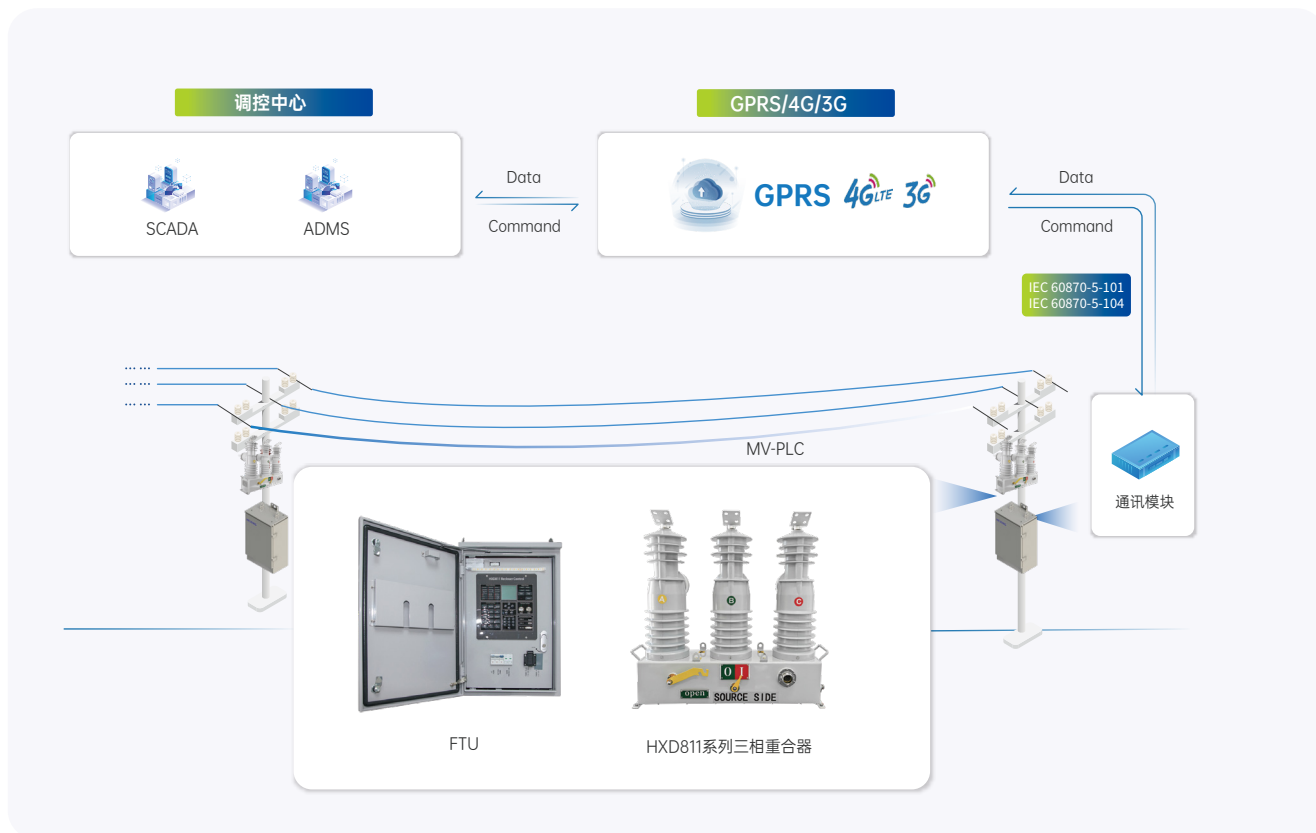 调控中心
GPRS/4G/3G
SCADA
ADMS
Data
Command
GPRS 4G LTE 3G
Data
Command
IEC 60870-5-101
IEC 60870-5-104
... ...
... ...
... ...
MV-PLC
通讯模块
A
B
C
O I
open
SOURCE SIDE
FTU
HXD811系列三相重合器